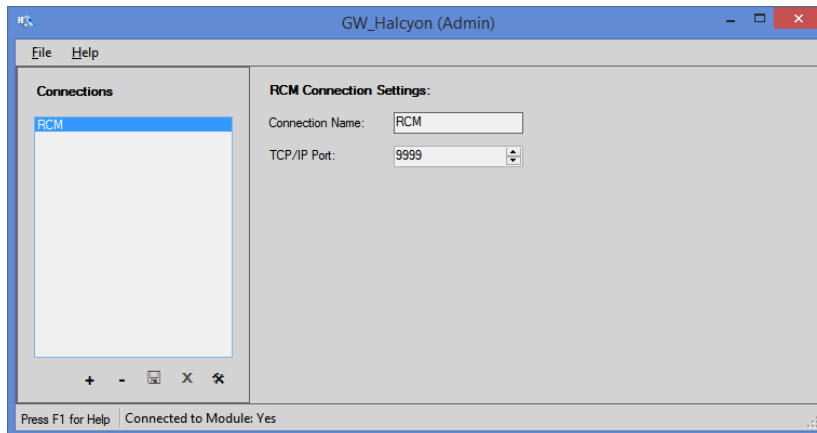 GW_Halcyon (Admin)
File Help
Connections
RCM
RCM Connection Settings:
Connection Name: RCM
TCP/IP Port: 9999
+ - X
Press F1 for Help Connected to Module: Yes